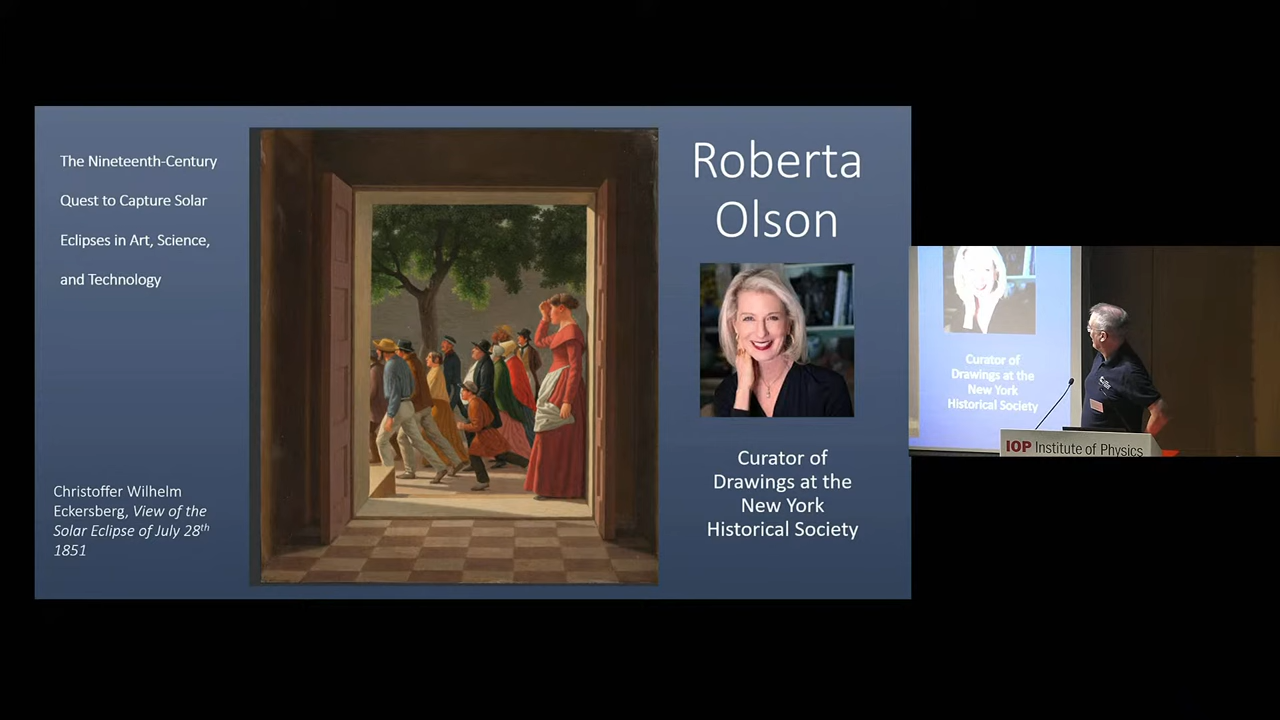 The Nineteenth-Century
Quest to Capture Solar
Eclipses in Art, Science,
and Technology
Christoffer Wilhelm
Eckersberg, View of the
Solar Eclipse of July 28th
1851
Roberta
Olson
Curator of
Drawings at the
New York
Historical Society
Curator of
Drawings at the
New York
Historical Society
IOP Institute of Physics